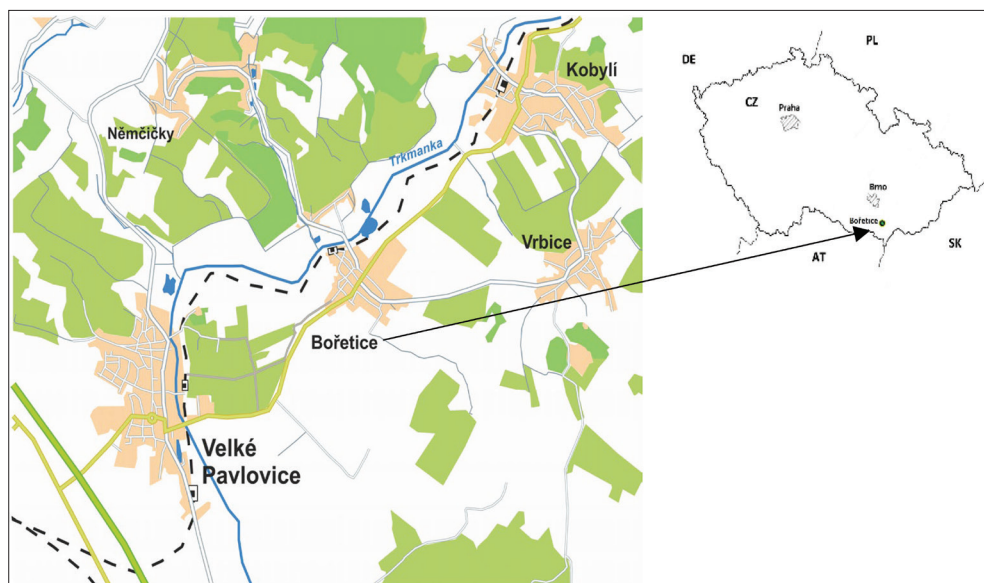 Kobylí
Němčičky
Trkmanka
Vrbice
Bořetice
Velké
Pavlovice
PL
DE
CZ
Praha
Brno
Bořetice
SK
AT